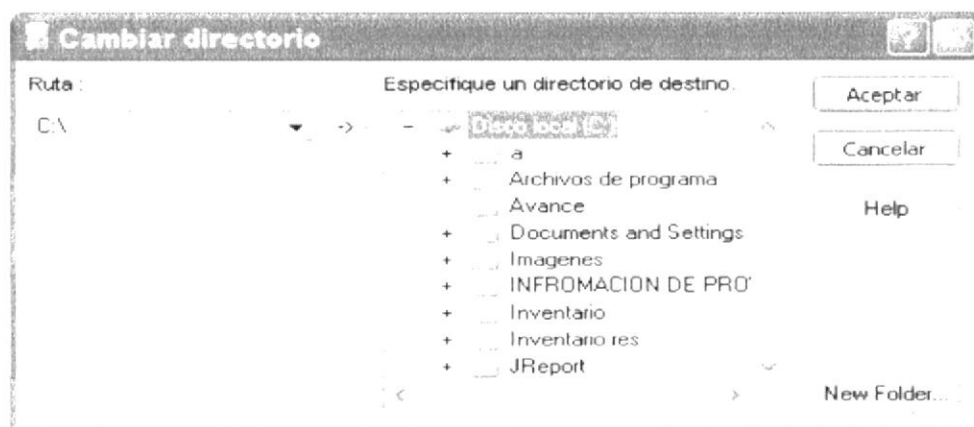 Cambiar directorio
Ruta :
Especifique un directorio de destino.
C:\
->
Disco local (C:)
a
Archivos de programa
Avance
Documents and Settings
Imagenes
INFROMACION DE PRO'
Inventario
Inventario res
JReport
Aceptar
Cancelar
Help
New Folder...